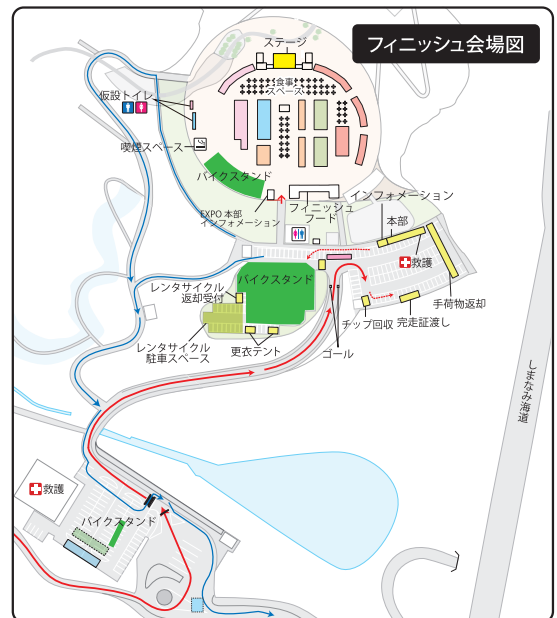 フィニッシュ会場図
ステージ
食事
スペース
仮設トイレ
喫煙スペース
バイクスタンド
EXPO 本部
インフォメーション
フィニッシュ
フード
インフォメーション
本部
救護
手荷物返却
バイクスタンド
レンタサイクル
返却受付
チップ回収
完走証渡し
レンタサイクル
駐車スペース
更衣テント
ゴール
しまなみ海道
救護
バイクスタンド